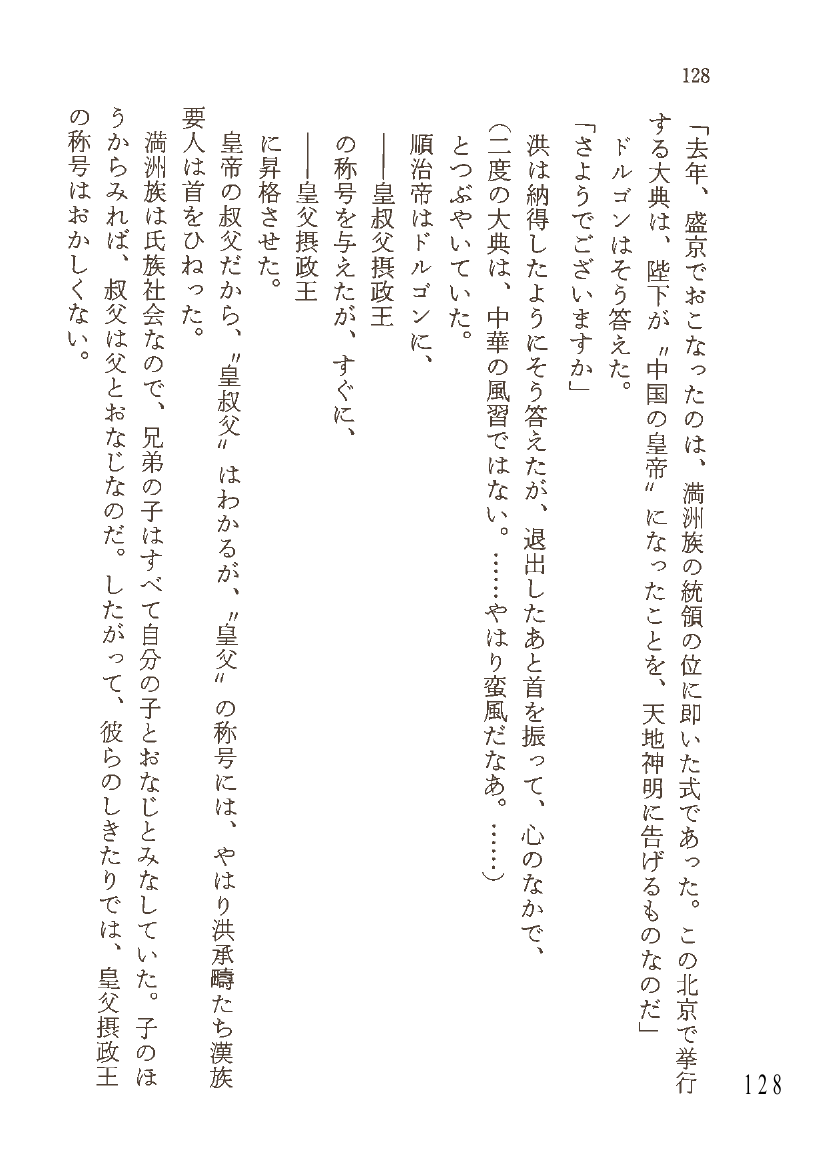 128
「去年、盛京でおこなったのは、満洲族の統領の位に即いた式であった。この北京で挙行
する大典は、陛下が〝中国の皇帝〟になったことを、天地神明に告げるものなのだ」
ドルゴンはそう答えた。
「さようでございますか」
洪は納得したようにそう答えたが、退出したあと首を振って、心のなかで、
(二度の大典は、中華の風習ではない。……やはり蛮風だなあ。……)
とつぶやいていた。
順治帝はドルゴンに、
――皇叔父摂政王
の称号を与えたが、すぐに、
――皇父摂政王
に昇格させた。
皇帝の叔父だから、〝皇叔父〟はわかるが、〝皇父〟の称号には、やはり洪承疇たち漢族
要人は首をひねった。
満洲族は氏族社会なので、兄弟の子はすべて自分の子とおなじとみなしていた。子のほ
うからみれば、叔父は父とおなじなのだ。したがって、彼らのしきたりでは、皇父摂政王
の称号はおかしくない。
128